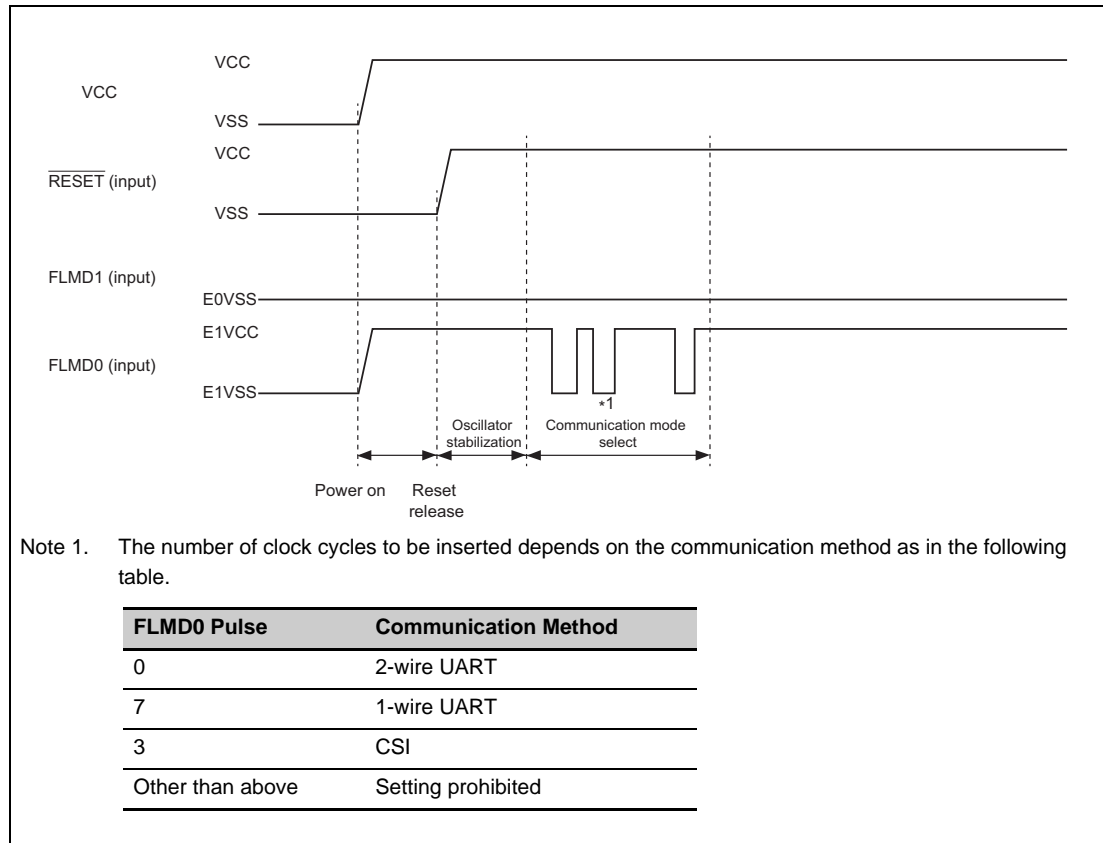 VCC
VCC
VSS
VCC
RESET (input)
VSS
FLMD1 (input)
E0VSS
E1VCC
FLMD0 (input)
E1VSS
*1
Oscillator
stabilization
Communication mode
select
Power on
Reset
release
Note 1. The number of clock cycles to be inserted depends on the communication method as in the following
table.
FLMD0 Pulse Communication Method
0 2-wire UART
7 1-wire UART
3 CSI
Other than above Setting prohibited